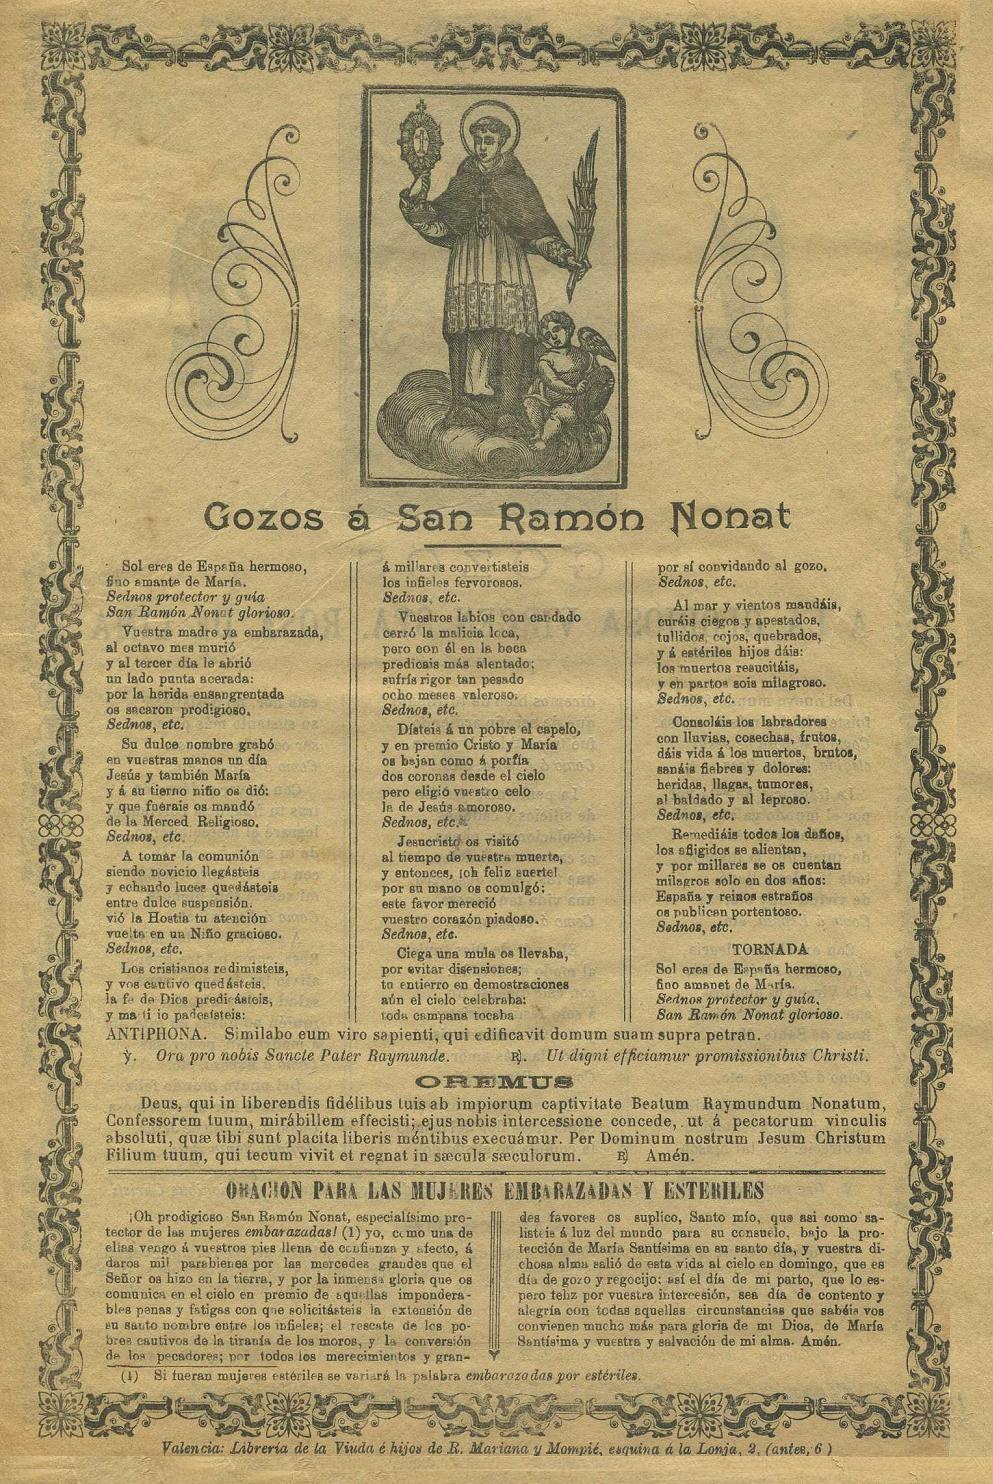 Gozos á San Ramón Nonat
Sol eres de España hermoso,
fino amante de María.
Sednos protector y guía
San Ramón Nonat glorioso.
Vuestra madre ya embarazada,
al octavo mes murió
y al tercer día le abrió
un lado punta acerada:
por la herida ensangrentada
os sacaron prodigioso.
Sednos, etc.
Su dulce nombre grabó
en vuestras manos un día
Jesús y también María
y á su tierno niño os dió:
y que fuérais os mandó
de la Merced Religioso.
Sednos, etc.
A tomar la comunión
siendo novicio llegásteis
y echando luces quedásteis
entre dulce suspensión.
vió la Hostia tu atención
vuelta en un Niño gracioso.
Sednos, etc.
Los cristianos redimisteis,
y vos cautivo quedásteis,
la fe de Dios predicásteis,
y martirio padesísteis:
á millares convertisteis
los infieles fervorosos.
Sednos, etc.
Vuestros labios con candado
cerró la malicia loca,
pero con él en la boca
predicais más alentado;
sufría rigor tan pesado
ocho meses valeroso.
Sednos, etc.
Dísteis á un pobre el capelo,
y en premio Cristo y María
os bajan como á porfía
dos coronas desde el cielo
pero eligió vuestro celo
la de Jesús amoroso.
Sednos, etc.
Jesucristo os visitó
al tiempo de vuestra muerte,
y entonces, ¡oh feliz suerte!
por su mano os comulgó:
este favor mereció
vuestro corazón piadoso.
Sednos, etc.
Ciega una mula os llevaba,
por evitar disensiones;
tu entierro en demostraciones
aún el cielo celebraba:
toda campana tocaba
por sí convidando al gozo.
Sednos, etc.
Al mar y vientos mandáis,
curáis ciegos y apestados,
tullidos, cojos, quebrados,
y á estériles hijos dáis:
los muertos resucitáis,
y en partos sois milagroso.
Sednos, etc.
Consoláis los labradores
con lluvias, cosechas, frutos,
dáis vida á los muertos, brutos,
sanáis fiebres y dolores:
heridas, llagas, tumores,
al baldado y al leproso.
Sednos, etc.
Remediáis todos los daños,
los afigidos se alientan,
y por millares se os cuentan
milagros solo en dos años:
España y reinos estraños
os publican portentoso.
Sednos, etc.
TORNADA
Sol eres de España hermoso,
fino amanet de María.
Sednos protector y guia,
San Ramón Nonat glorioso.
ANTIPHONA. Similabo eum viro sapienti, qui edificavit domum suam supra petran.
℣. Ora pro nobis Sancte Pater Raymunde. ℟. Ut digni efficiamur promissionibus Christi.
OREMUS
Deus, qui in liberendis fidélibus tuis ab impiorum captivitate Beatum Raymundum Nonatum,
Confessorem tuum, mirábillem effecisti; ejus nobis intercessione concede, ut á pecatorum vinculis
absoluti, quæ tibi sunt placita liberis méntibus execuámur. Per Dominum nostrum Jesum Christum
Filium tuum, qui tecum vivit et regnat in sæcula sæculorum. ℟ Amén.
ORACION PARA LAS MUJERES EMBARAZADAS Y ESTERILES
¡Oh prodigioso San Ramón Nonat, especialísimo pro-
tector de las mujeres embarazadas! (1) yo, como una de
ellas vengo á vuestros pies llena de confianza y afecto, á
daros mil parabienes por las mercedes grandes que el
Señor os hizo en la tierra, y por la inmensa gloria que os
comunica en el cielo en premio de aquellas impondera-
bles penas y fatigas con que solicitásteis la extensión de
su santo nombre entre los infieles; el rescate de los po-
bres cautivos de la tiranía de los moros, y la conversión
de los pecadores; por todos los merecimientos y gran-
des favores os suplico, Santo mío, que asi como sa-
listeis á luz del mundo para su consuelo, bajo la pro-
tección de María Santísima en su santo día, y vuestra di-
chosa alma salió de esta vida al cielo en domingo, que es
día de gozo y regocijo: así el día de mi parto, que lo es-
pero feliz por vuestra intercesión, sea día de contento y
alegría con todas aquellas circunstancias que sabéis vos
convienen mucho más para gloria de mi Dios, de María
Santísima y vuestra y salvación de mi alma. Amén.
(1) Si fueran mujeres estériles se variará la palabra embarazadas por estériles.
Valencia: Librería de la Viuda é hijos de R. Mariana y Mompié, esquina á la Lonja, 2, (antes, 6)